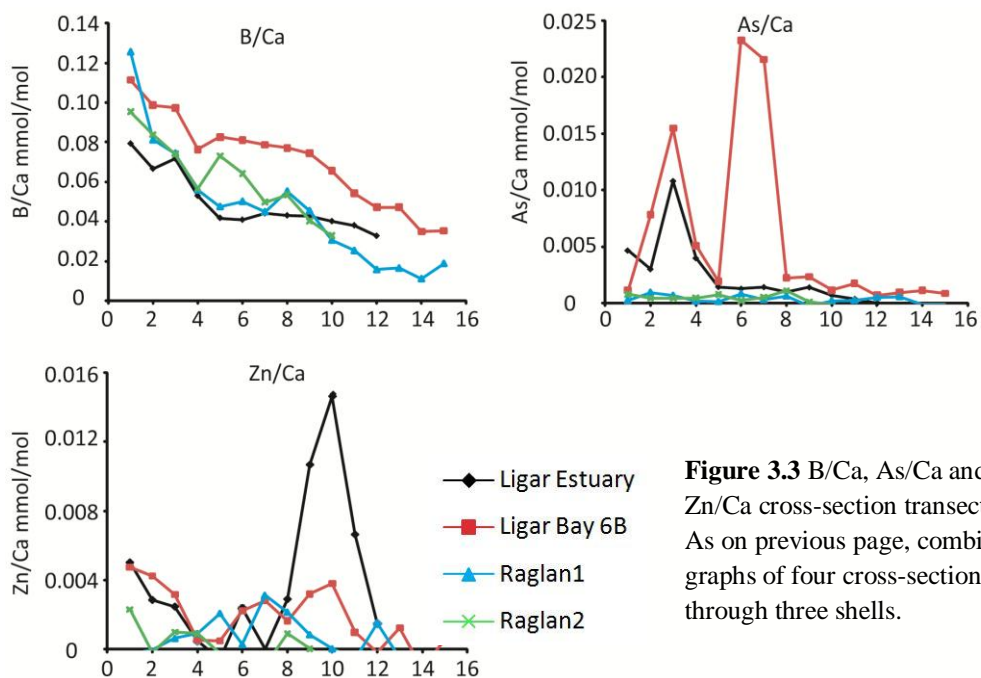 B/Ca
B/Ca mmol/mol
0.14
0.12
0.10
0.08
0.06
0.04
0.02
0
0 2 4 6 8 10 12 14 16
As/Ca
As/Ca mmol/mol
0.025
0.020
0.015
0.010
0.005
0
0 2 4 6 8 10 12 14 16
Zn/Ca
Zn/Ca mmol/mol
0.016
0.012
0.008
0.004
0
0 2 4 6 8 10 12 14 16
Ligar Estuary
Ligar Bay 6B
Raglan1
Raglan2
Figure 3.3 B/Ca, As/Ca and
Zn/Ca cross-section transec
As on previous page, combi
graphs of four cross-section
through three shells.